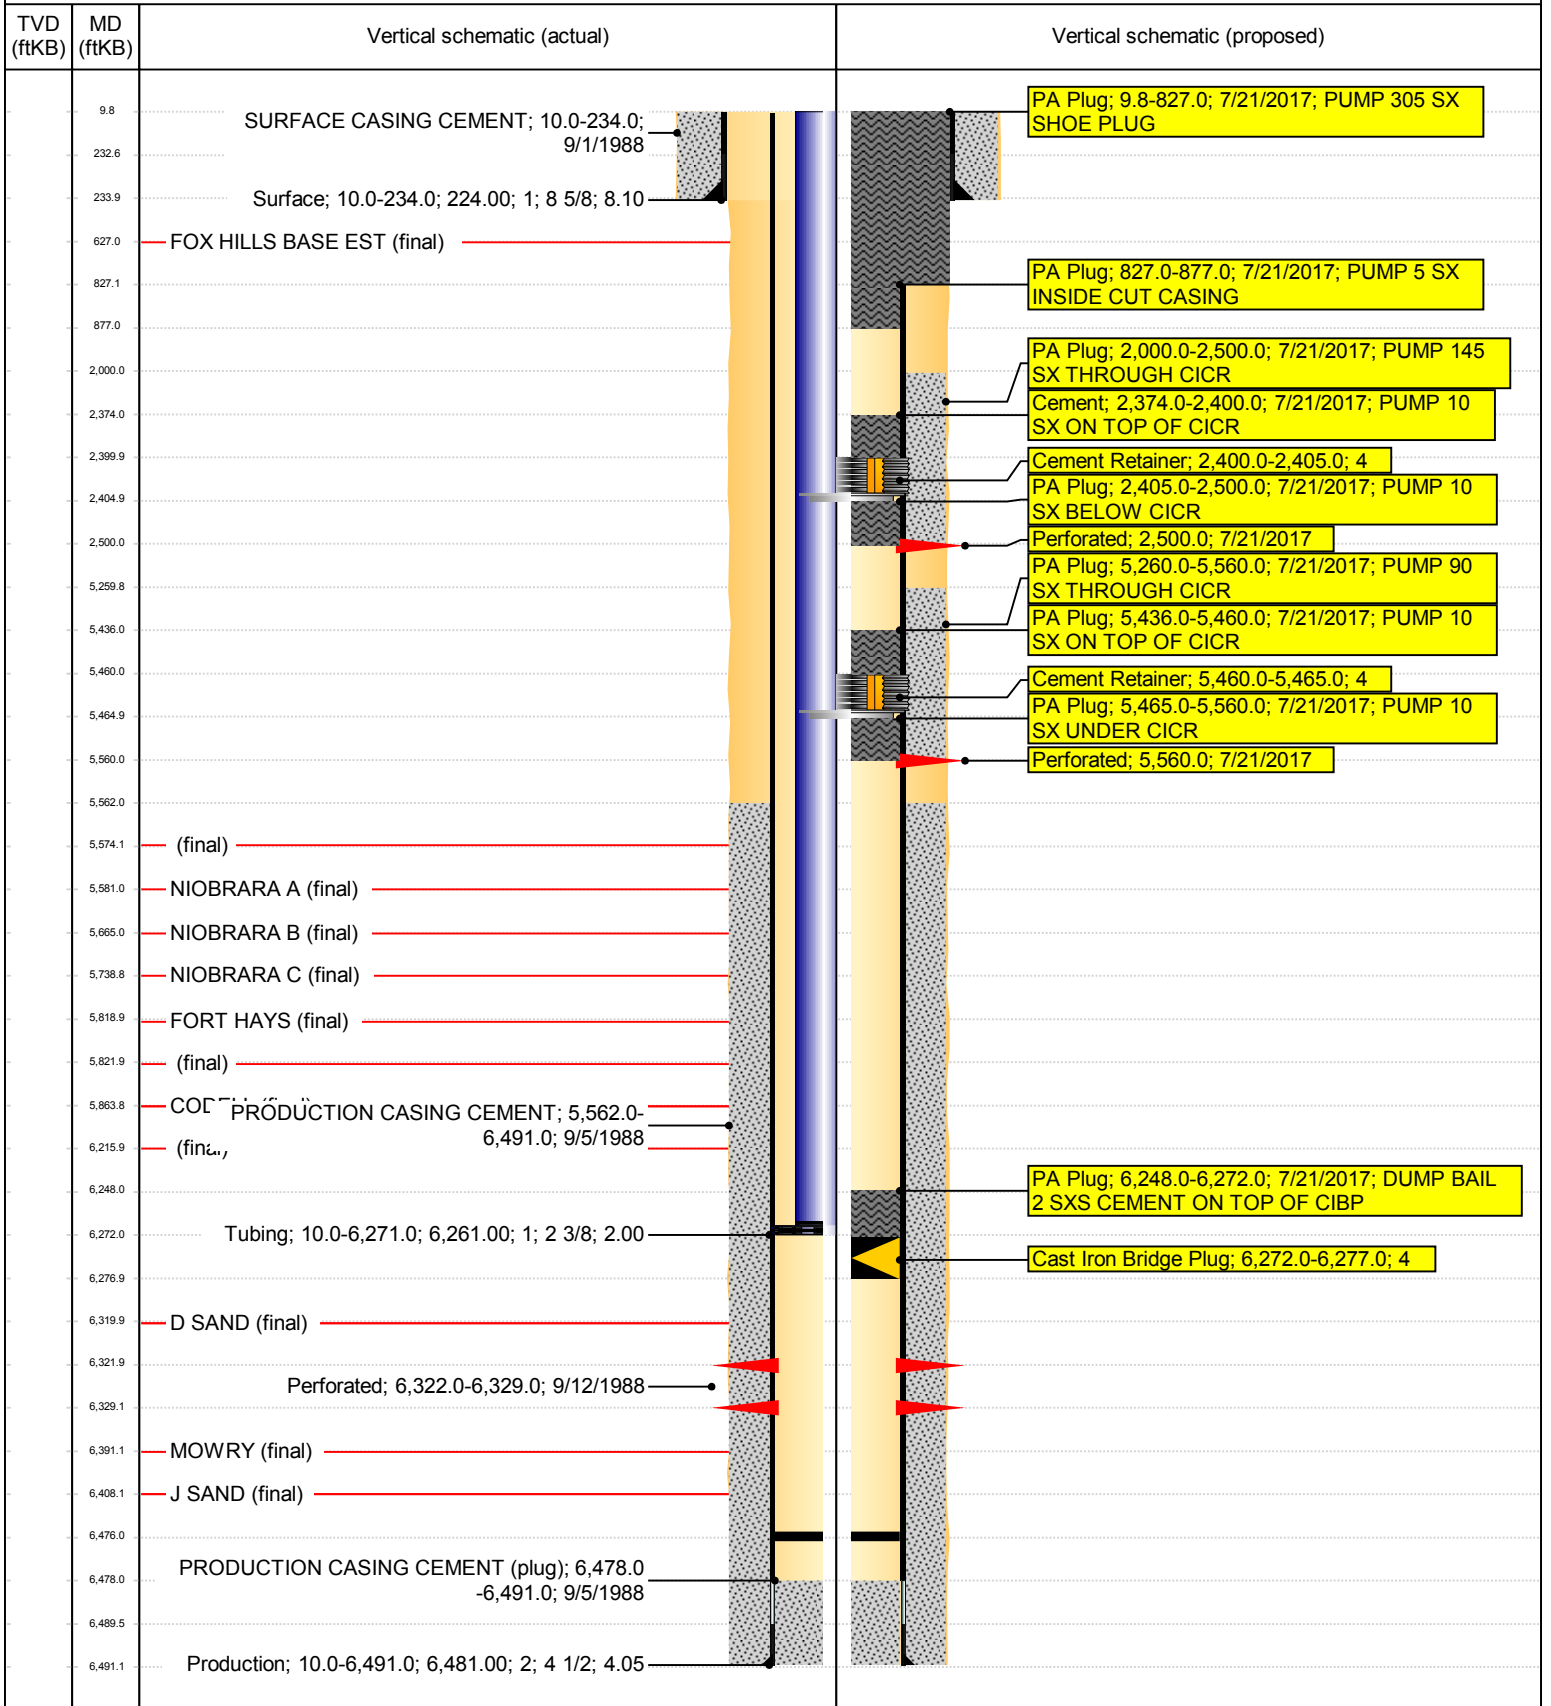 TVD
(ftKB)
MD
(ftKB)
Vertical schematic (actual)
Vertical schematic (proposed)
9.8
232.6
233.9
627.0
827.1
877.0
2,000.0
2,374.0
2,399.9
2,404.9
2,500.0
5,259.8
5,436.0
5,460.0
5,464.9
5,560.0
5,562.0
5,574.1
5,581.0
5,665.0
5,738.8
5,818.9
5,821.9
5,863.8
6,215.9
6,248.0
6,272.0
6,276.9
6,319.9
6,321.9
6,329.1
6,391.1
6,408.1
6,476.0
6,478.0
6,489.5
6,491.1
SURFACE CASING CEMENT; 10.0-234.0;
9/1/1988
Surface; 10.0-234.0; 224.00; 1; 8 5/8; 8.10
FOX HILLS BASE EST (final)
(final)
NIOBRARA A (final)
NIOBRARA B (final)
NIOBRARA C (final)
FORT HAYS (final)
(final)
PRODUCTION CASING CEMENT; 5,562.0-
6,491.0; 9/5/1988
Tubing; 10.0-6,271.0; 6,261.00; 1; 2 3/8; 2.00
D SAND (final)
Perforated; 6,322.0-6,329.0; 9/12/1988
MOWRY (final)
J SAND (final)
PRODUCTION CASING CEMENT (plug); 6,478.0
-6,491.0; 9/5/1988
Production; 10.0-6,491.0; 6,481.00; 2; 4 1/2; 4.05
PA Plug; 9.8-827.0; 7/21/2017; PUMP 305 SX
SHOE PLUG
PA Plug; 827.0-877.0; 7/21/2017; PUMP 5 SX
INSIDE CUT CASING
PA Plug; 2,000.0-2,500.0; 7/21/2017; PUMP 145
SX THROUGH CICR
Cement; 2,374.0-2,400.0; 7/21/2017; PUMP 10
SX ON TOP OF CICR
Cement Retainer; 2,400.0-2,405.0; 4
PA Plug; 2,405.0-2,500.0; 7/21/2017; PUMP 10
SX BELOW CICR
Perforated; 2,500.0; 7/21/2017
PA Plug; 5,260.0-5,560.0; 7/21/2017; PUMP 90
SX THROUGH CICR
PA Plug; 5,436.0-5,460.0; 7/21/2017; PUMP 10
SX ON TOP OF CICR
Cement Retainer; 5,460.0-5,465.0; 4
PA Plug; 5,465.0-5,560.0; 7/21/2017; PUMP 10
SX UNDER CICR
Perforated; 5,560.0; 7/21/2017
PA Plug; 6,248.0-6,272.0; 7/21/2017; DUMP BAIL
2 SXS CEMENT ON TOP OF CIBP
Cast Iron Bridge Plug; 6,272.0-6,277.0; 4